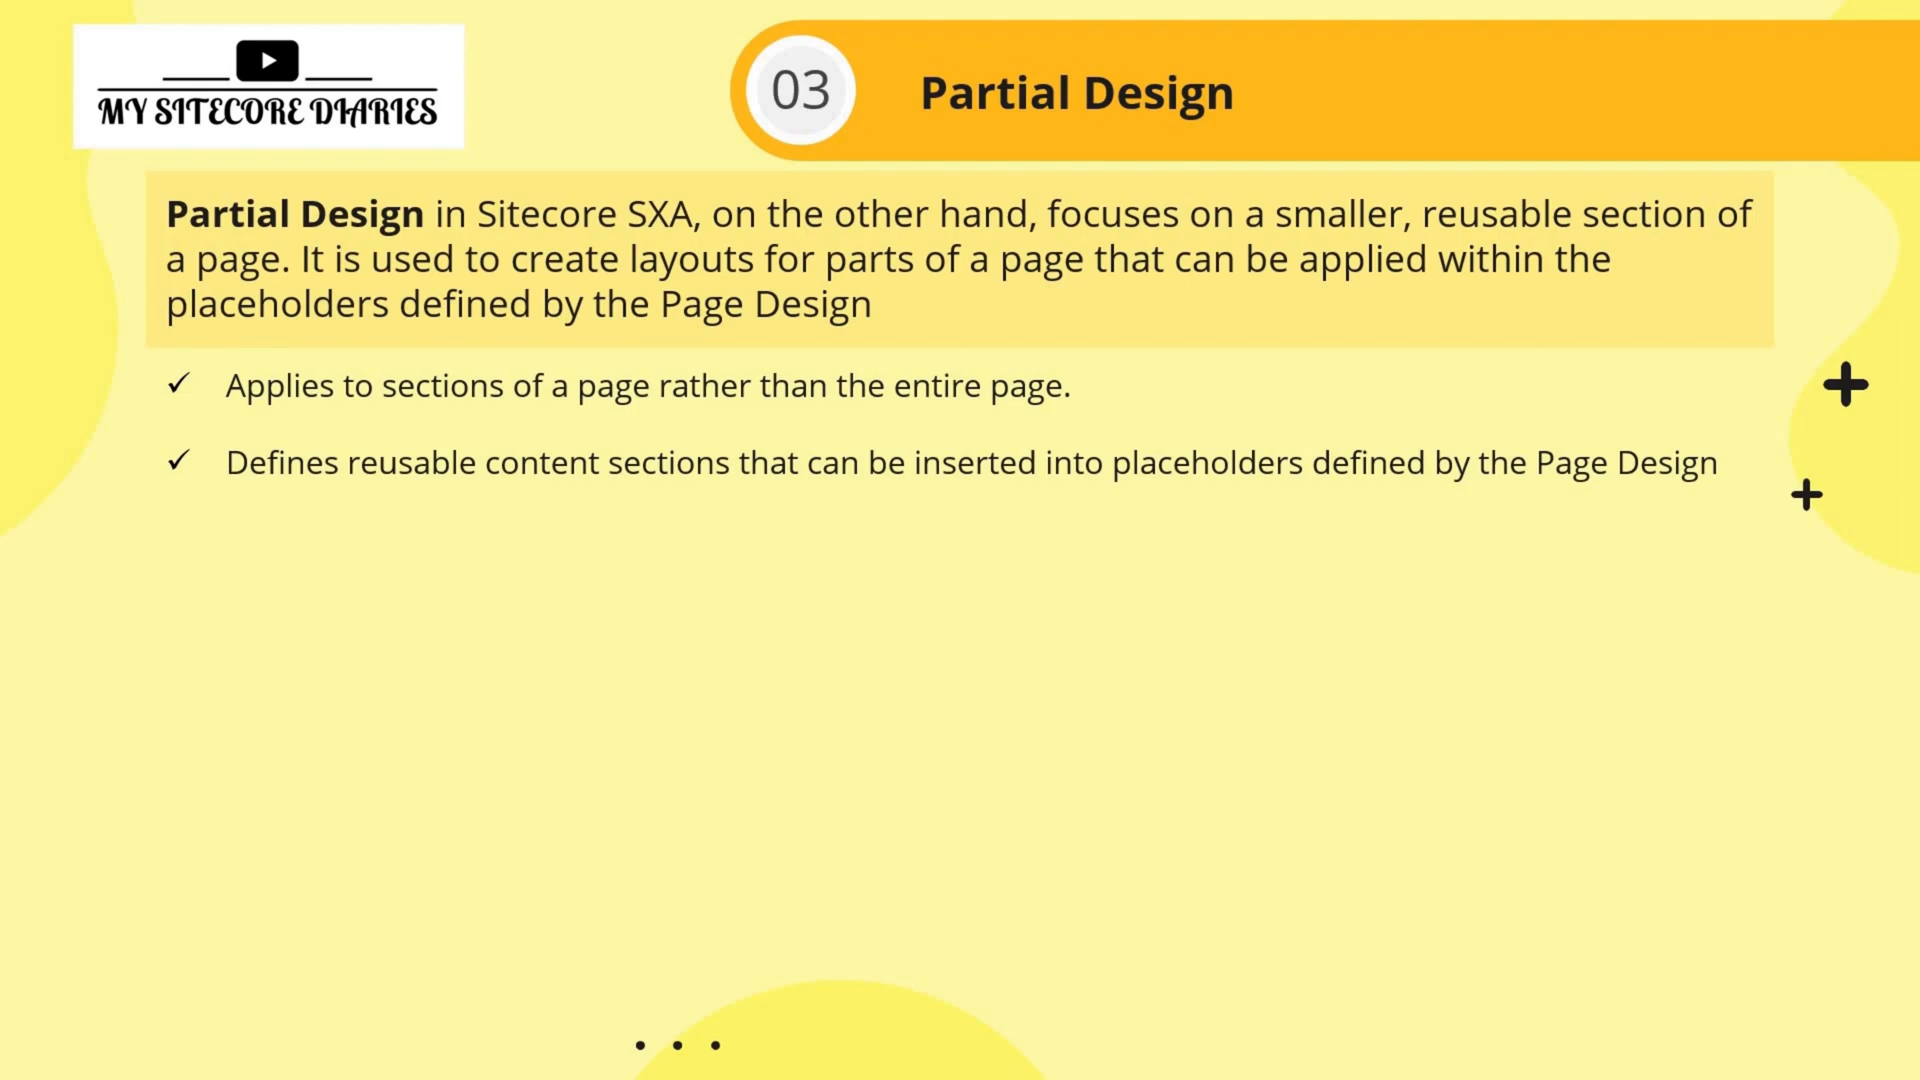 MY SITECORE DIARIES
03
Partial Design
Partial Design in Sitecore SXA, on the other hand, focuses on a smaller, reusable section of
a page. It is used to create layouts for parts of a page that can be applied within the
placeholders defined by the Page Design
✓ Applies to sections of a page rather than the entire page.
✓ Defines reusable content sections that can be inserted into placeholders defined by the Page Design